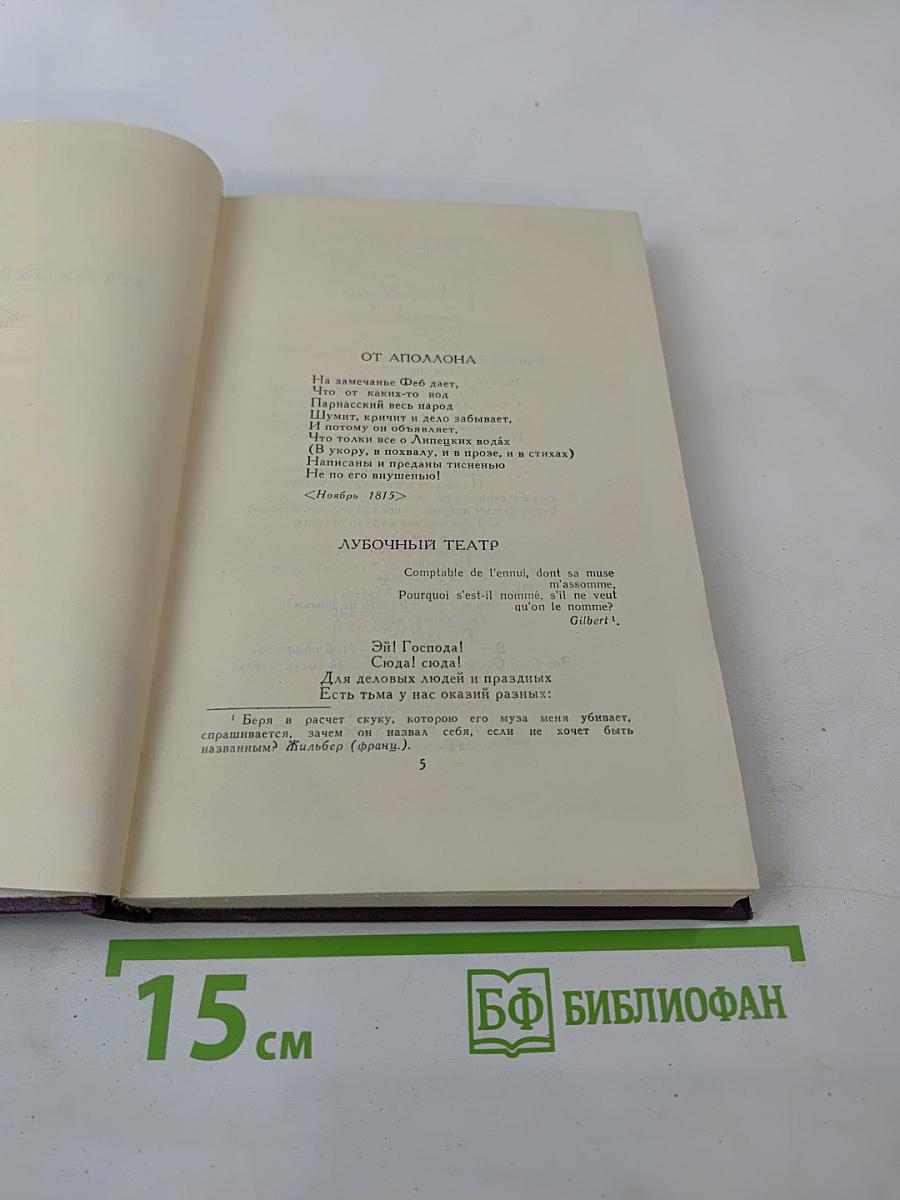 ОТ АПОЛЛОНА
На замечанье Феб дает,
Что от каких-то вод
Парнасский весь народ
Шумит, кричит и дело забывает,
И потому он объявляет,
Что толки все о Липецких вода́х
(В укору, в похвалу, и в прозе, и в стихах)
Написаны и преданы тисненью
Не по его внушенью!
<Ноябрь 1815>
ЛУБОЧНЫЙ ТЕАТР
Comptable de l'ennui, dont sa muse
m'assomme,
Pourquoi s'est-il nommé, s'il ne veut
qu'on le nomme?
Gilbert ¹.
Эй! Господа!
Сюда! сюда!
Для деловых людей и праздных
Есть тьма у нас оказий разных:
¹ Беря в расчет скуку, которою его муза меня убивает,
спрашивается, зачем он назвал себя, если не хочет быть
названным? Жильбер (франц.).
5
15 см
БФ БИБЛИОФАН